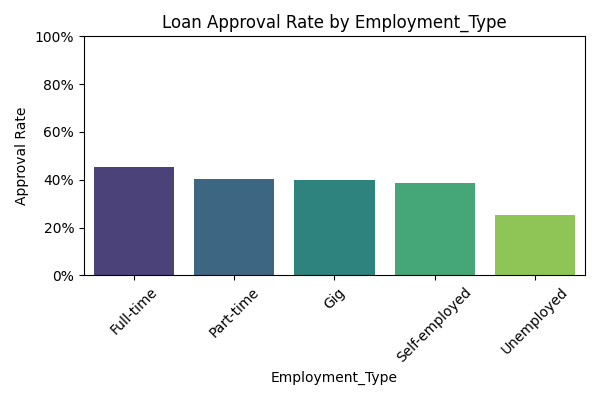 Loan Approval Rate by Employment_Type
100%
80%
60%
40%
20%
0%
Approval Rate
Full-time
Part-time
Gig
Self-employed
Unemployed
Employment_Type